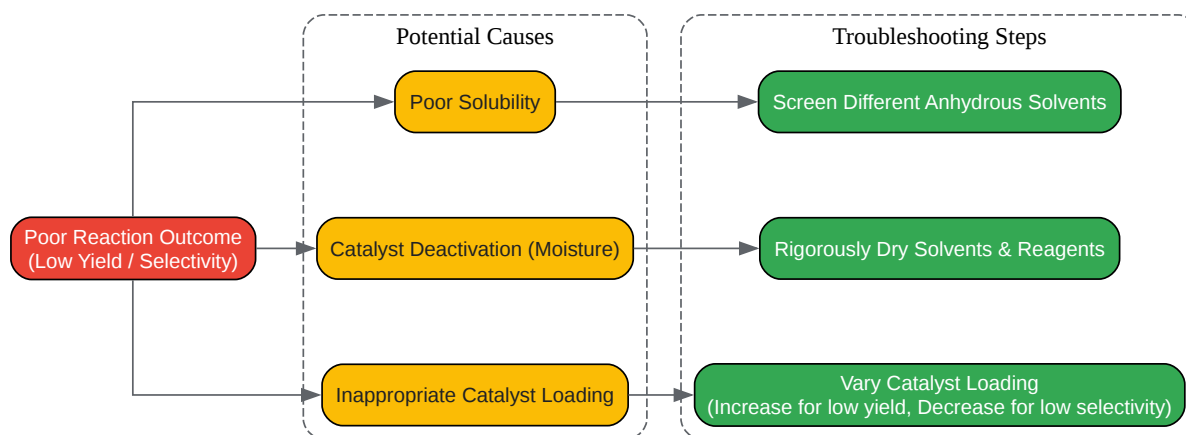 Potential Causes
Troubleshooting Steps
Poor Solubility
Screen Different Anhydrous Solvents
Poor Reaction Outcome
(Low Yield / Selectivity)
Catalyst Deactivation (Moisture)
Rigorously Dry Solvents & Reagents
Inappropriate Catalyst Loading
Vary Catalyst Loading
(Increase for low yield, Decrease for low selectivity)